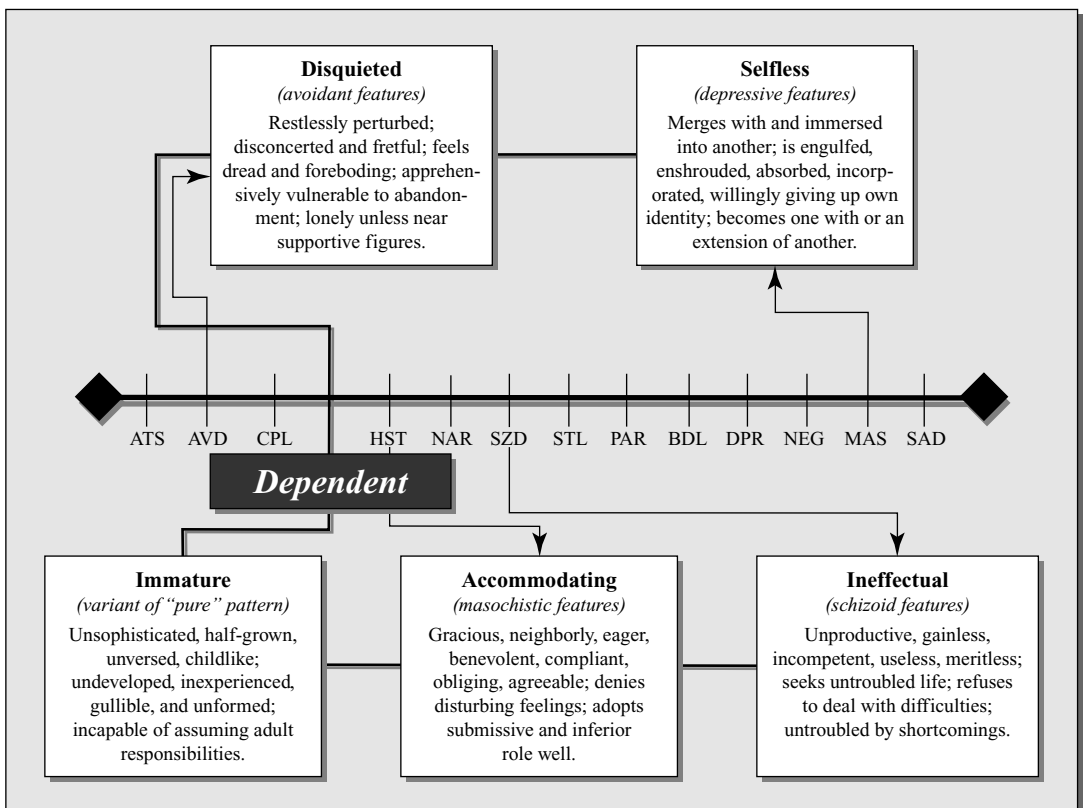 Disquieted
(avoidant features)
Restlessly perturbed;
disconcerted and fretful; feels
dread and foreboding; apprehen-
sively vulnerable to abandon-
ment; lonely unless near
supportive figures.
Selfless
(depressive features)
Merges with and immersed
into another; is engulfed,
enshrouded, absorbed, incorp-
orated, willingly giving up own
identity; becomes one with or an
extension of another.
ATS AVD CPL HST NAR SZD STL PAR BDL DPR NEG MAS SAD
Dependent
Immature
(variant of “pure” pattern)
Unsophisticated, half-grown,
unversed, childlike;
undeveloped, inexperienced,
gullible, and unformed;
incapable of assuming adult
responsibilities.
Accommodating
(masochistic features)
Gracious, neighborly, eager,
benevolent, compliant,
obliging, agreeable; denies
disturbing feelings; adopts
submissive and inferior
role well.
Ineffectual
(schizoid features)
Unproductive, gainless,
incompetent, useless, meritless;
seeks untroubled life; refuses
to deal with difficulties;
untroubled by shortcomings.